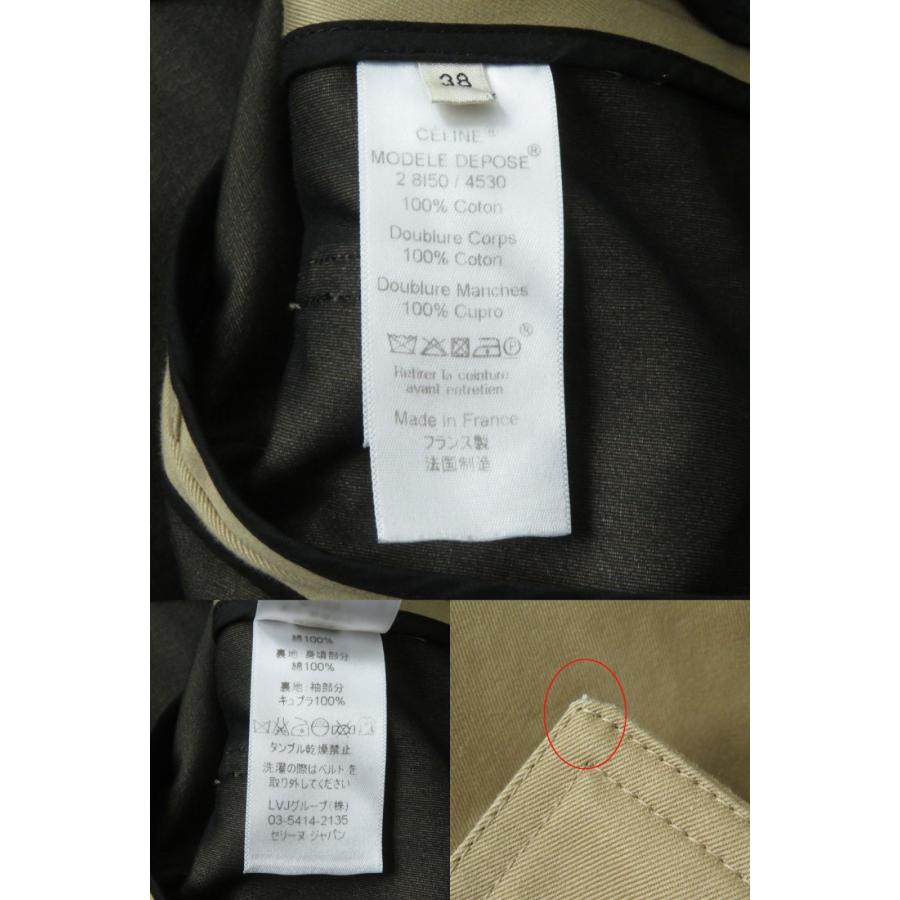 38
CÉLINE®
MODELE DEPOSE®
2 8I50 / 4530
100% Coton
Doublure Corps
100% Coton
Doublure Manches
100% Cupro
Retirer la ceinture
avant entretien
Made in France
フランス製
法国制造
綿100%
裏地:身頃部分
綿100%
裏地:袖部分
キュプラ100%
タンブル乾燥禁止
洗濯の際はベルトを
取り外してください
LVJグループ(株)
03-5414-2135
セリーヌ ジャパン